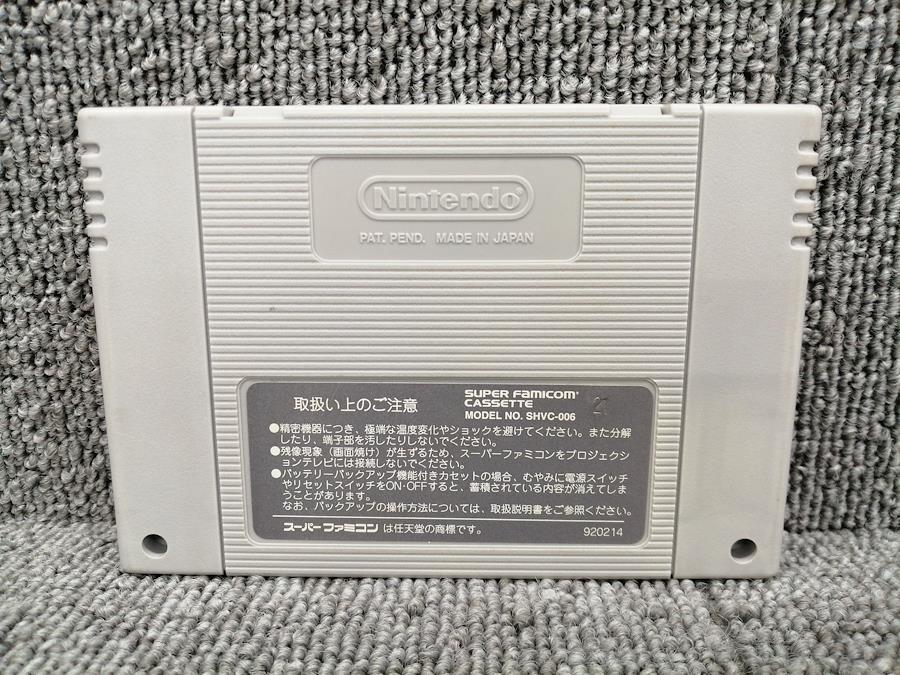 Nintendo®
PAT. PEND. MADE IN JAPAN
取扱い上のご注意
SUPER FAMICOM™
CASSETTE
MODEL NO. SHVC-006
●精密機器につき、極端な温度変化やショックを避けてください。また分解
したり、端子部を汚したりしないでください。
●残像現象（画面焼け）が生ずるため、スーパーファミコンをプロジェクシ
ョンテレビには接続しないでください。
●バッテリーバックアップ機能付きカセットの場合、むやみに電源スイッチ
やリセットスイッチをON・OFFすると、蓄積されている内容が消えてしま
うことがあります。
なお、バックアップの操作方法については、取扱説明書をご参照ください。
スーパーファミコンは任天堂の商標です。
920214